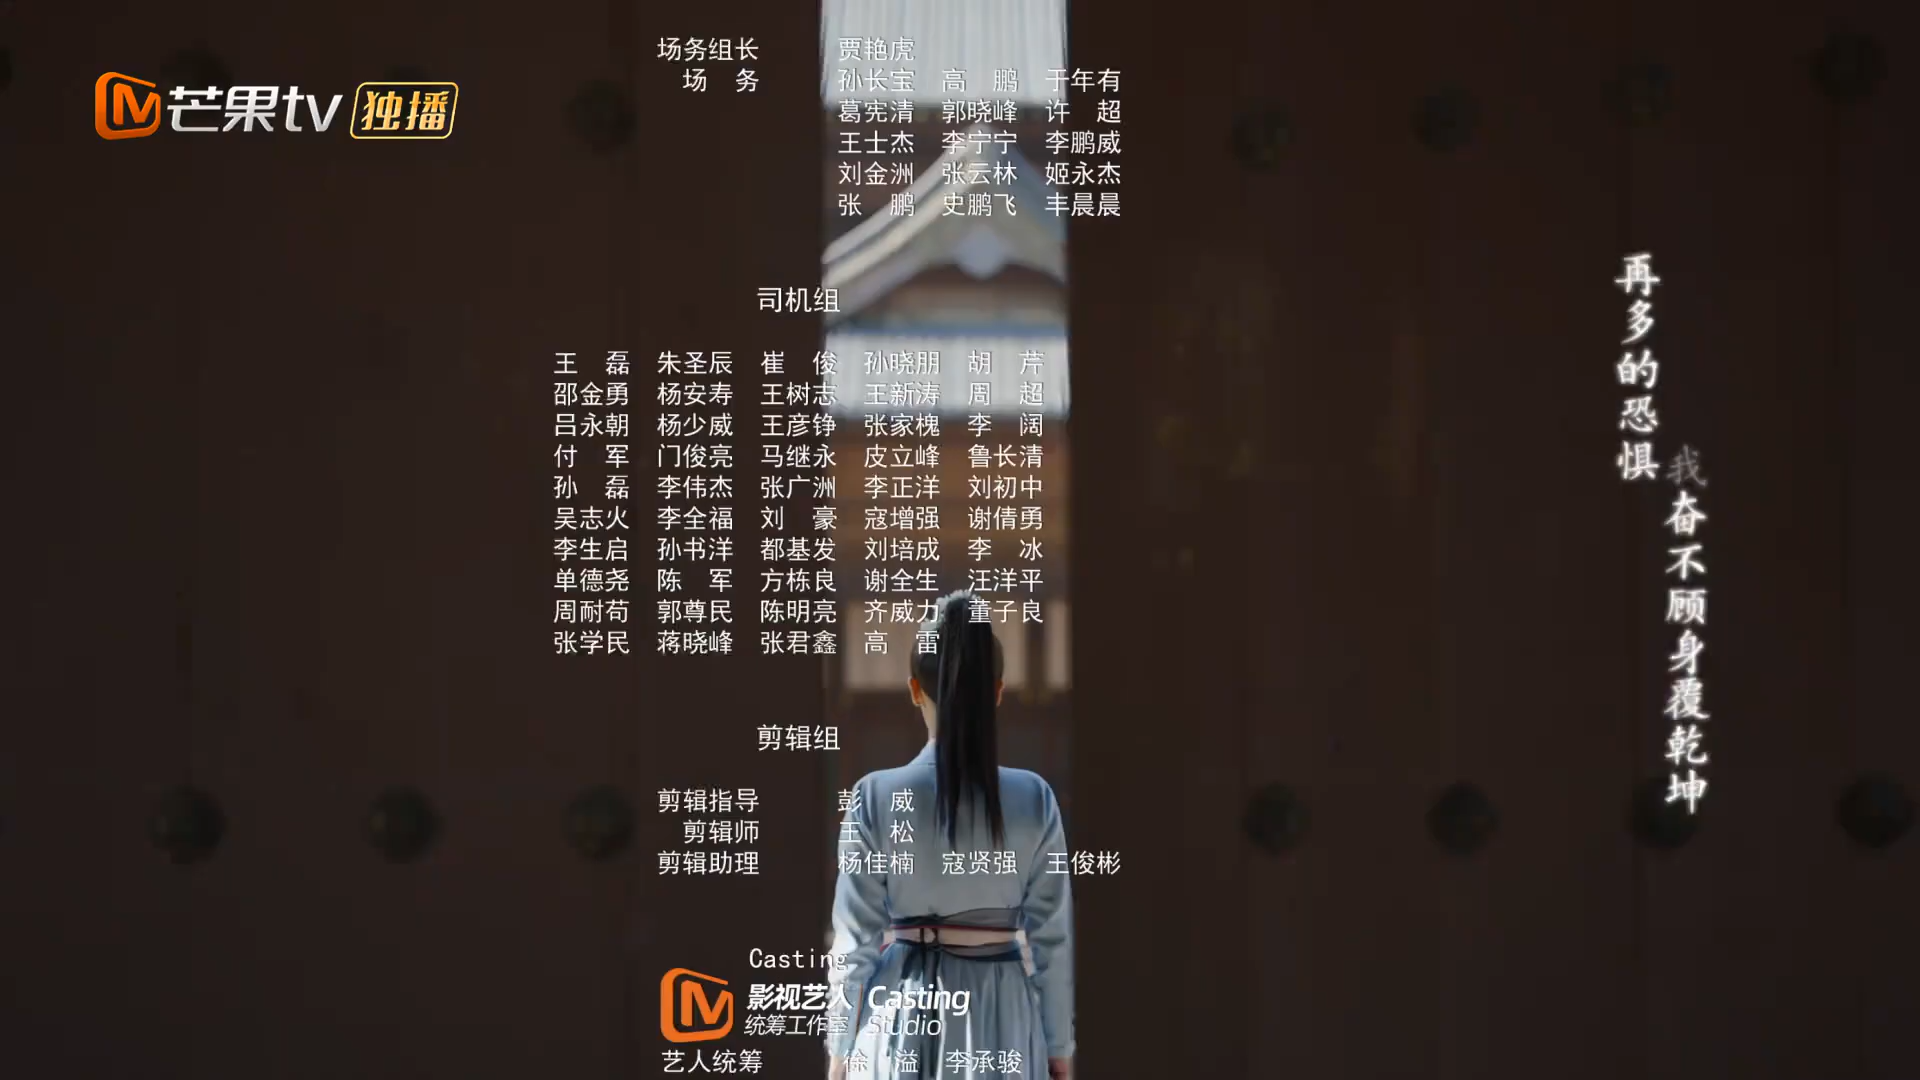 芒果tv 独播
场务组长 贾艳虎
场 务 孙长宝 高 鹏 于年有
葛宪清 郭晓峰 许 超
王士杰 李宁宁 李鹏威
刘金洲 张云林 姬永杰
张 鹏 史鹏飞 丰晨晨
司机组
王 磊 朱圣辰 崔 俊 孙晓朋 胡 芹
邵金勇 杨安寿 王树志 王新涛 周 超
吕永朝 杨少威 王彦铮 张家槐 李 阔
付 军 门俊亮 马继永 皮立峰 鲁长清
孙 磊 李伟杰 张广洲 李正洋 刘初中
吴志火 李全福 刘 豪 寇增强 谢倩勇
李生启 孙书洋 都基发 刘培成 李 冰
单德尧 陈 军 方栋良 谢全生 汪洋平
周耐苟 郭尊民 陈明亮 齐威力 董子良
张学民 蒋晓峰 张君鑫 高 雷
剪辑组
剪辑指导 彭 威
剪辑师 王 松
剪辑助理 杨佳楠 寇贤强 王俊彬
Casting
影视艺人 Casting
统筹工作室 Studio
艺人统筹 徐 溢 李承骏
再多的恐惧
我奋不顾身覆乾坤